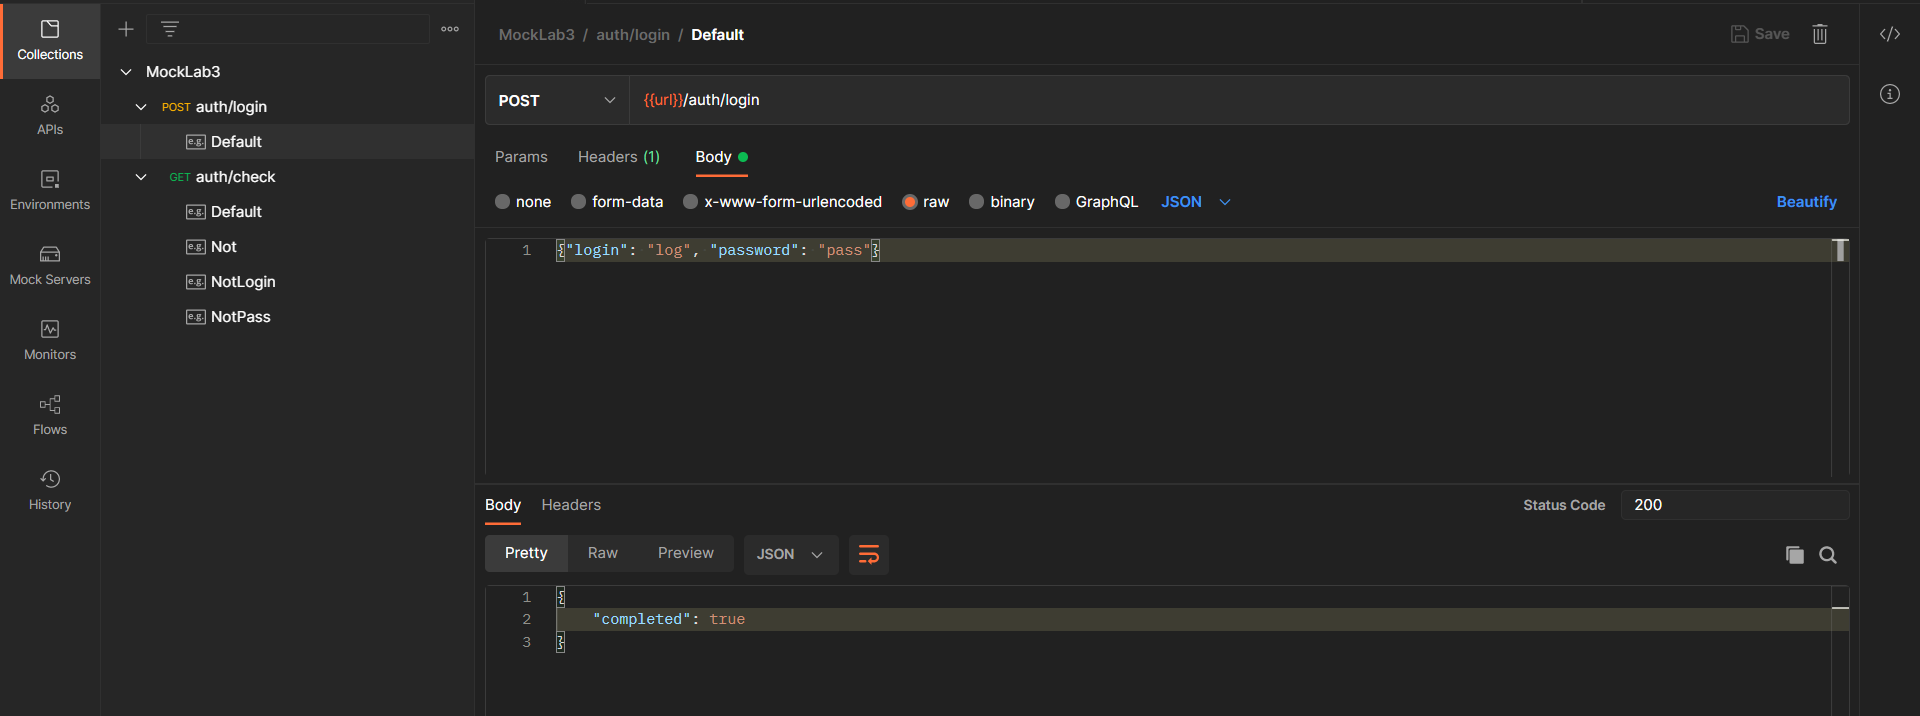 Collections
APIs
Environments
Mock Servers
Monitors
Flows
History
MockLab3
POST auth/login
e.g. Default
GET auth/check
e.g. Default
e.g. Not
e.g. NotLogin
e.g. NotPass
MockLab3 / auth/login / Default
Save
POST {{url}}/auth/login
Params Headers (1) Body
none form-data x-www-form-urlencoded raw binary GraphQL JSON Beautify
1 {"login": "log", "password": "pass"}
Body Headers Status Code 200
Pretty Raw Preview JSON
1 {
2 "completed": true
3 }